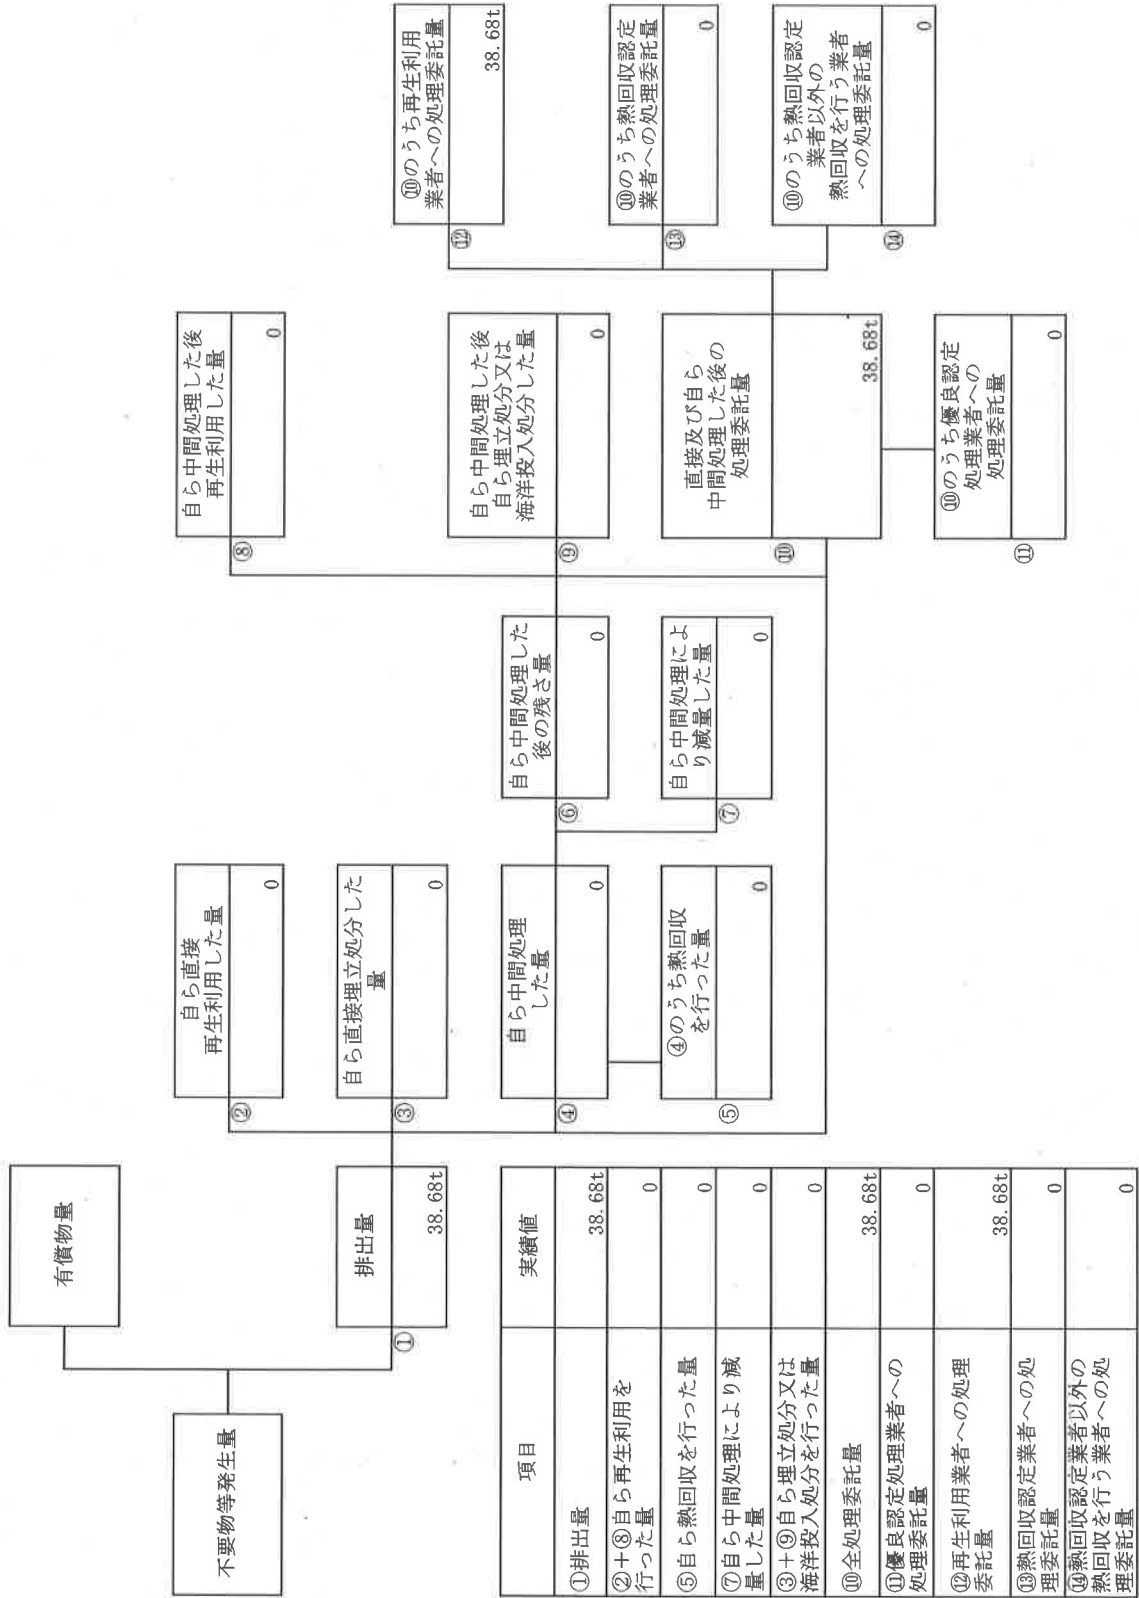 不要物等発生量
有償物量
排出量
①
38.68t
自ら直接
再生利用した量
②
0
自ら直接埋立処分した
量
③
0
自ら中間処理
した量
④
0
④のうち熱回収
を行った量
⑤
0
自ら中間処理した
後の残さ量
⑥
0
自ら中間処理によ
り減量した量
⑦
0
自ら中間処理した後
再生利用した量
⑧
0
自ら中間処理した後
自ら埋立処分又は
海洋投入処分した量
⑨
0
直接及び自ら
中間処理した後の
処理委託量
⑩
38.68t
⑩のうち優良認定
処理業者への
処理委託量
⑪
0
⑩のうち再生利用
業者への処理委託量
⑫
38.68t
⑩のうち熱回収認定
業者への処理委託量
⑬
0
⑩のうち熱回収認定
業者以外の
熱回収を行う業者
への処理委託量
⑭
0
項目 実績値
①排出量 38.68t
②+⑧自ら再生利用を
行った量 0
⑤自ら熱回収を行った量 0
⑦自ら中間処理により減
量した量 0
③+⑨自ら埋立処分又は
海洋投入処分を行った量 0
⑩全処理委託量 38.68t
⑪優良認定処理業者への
処理委託量 0
⑫再生利用業者への処理
委託量 38.68t
⑬熱回収認定業者への処
理委託量 0
⑭熱回収認定業者以外の
熱回収を行う業者への処
理委託量 0